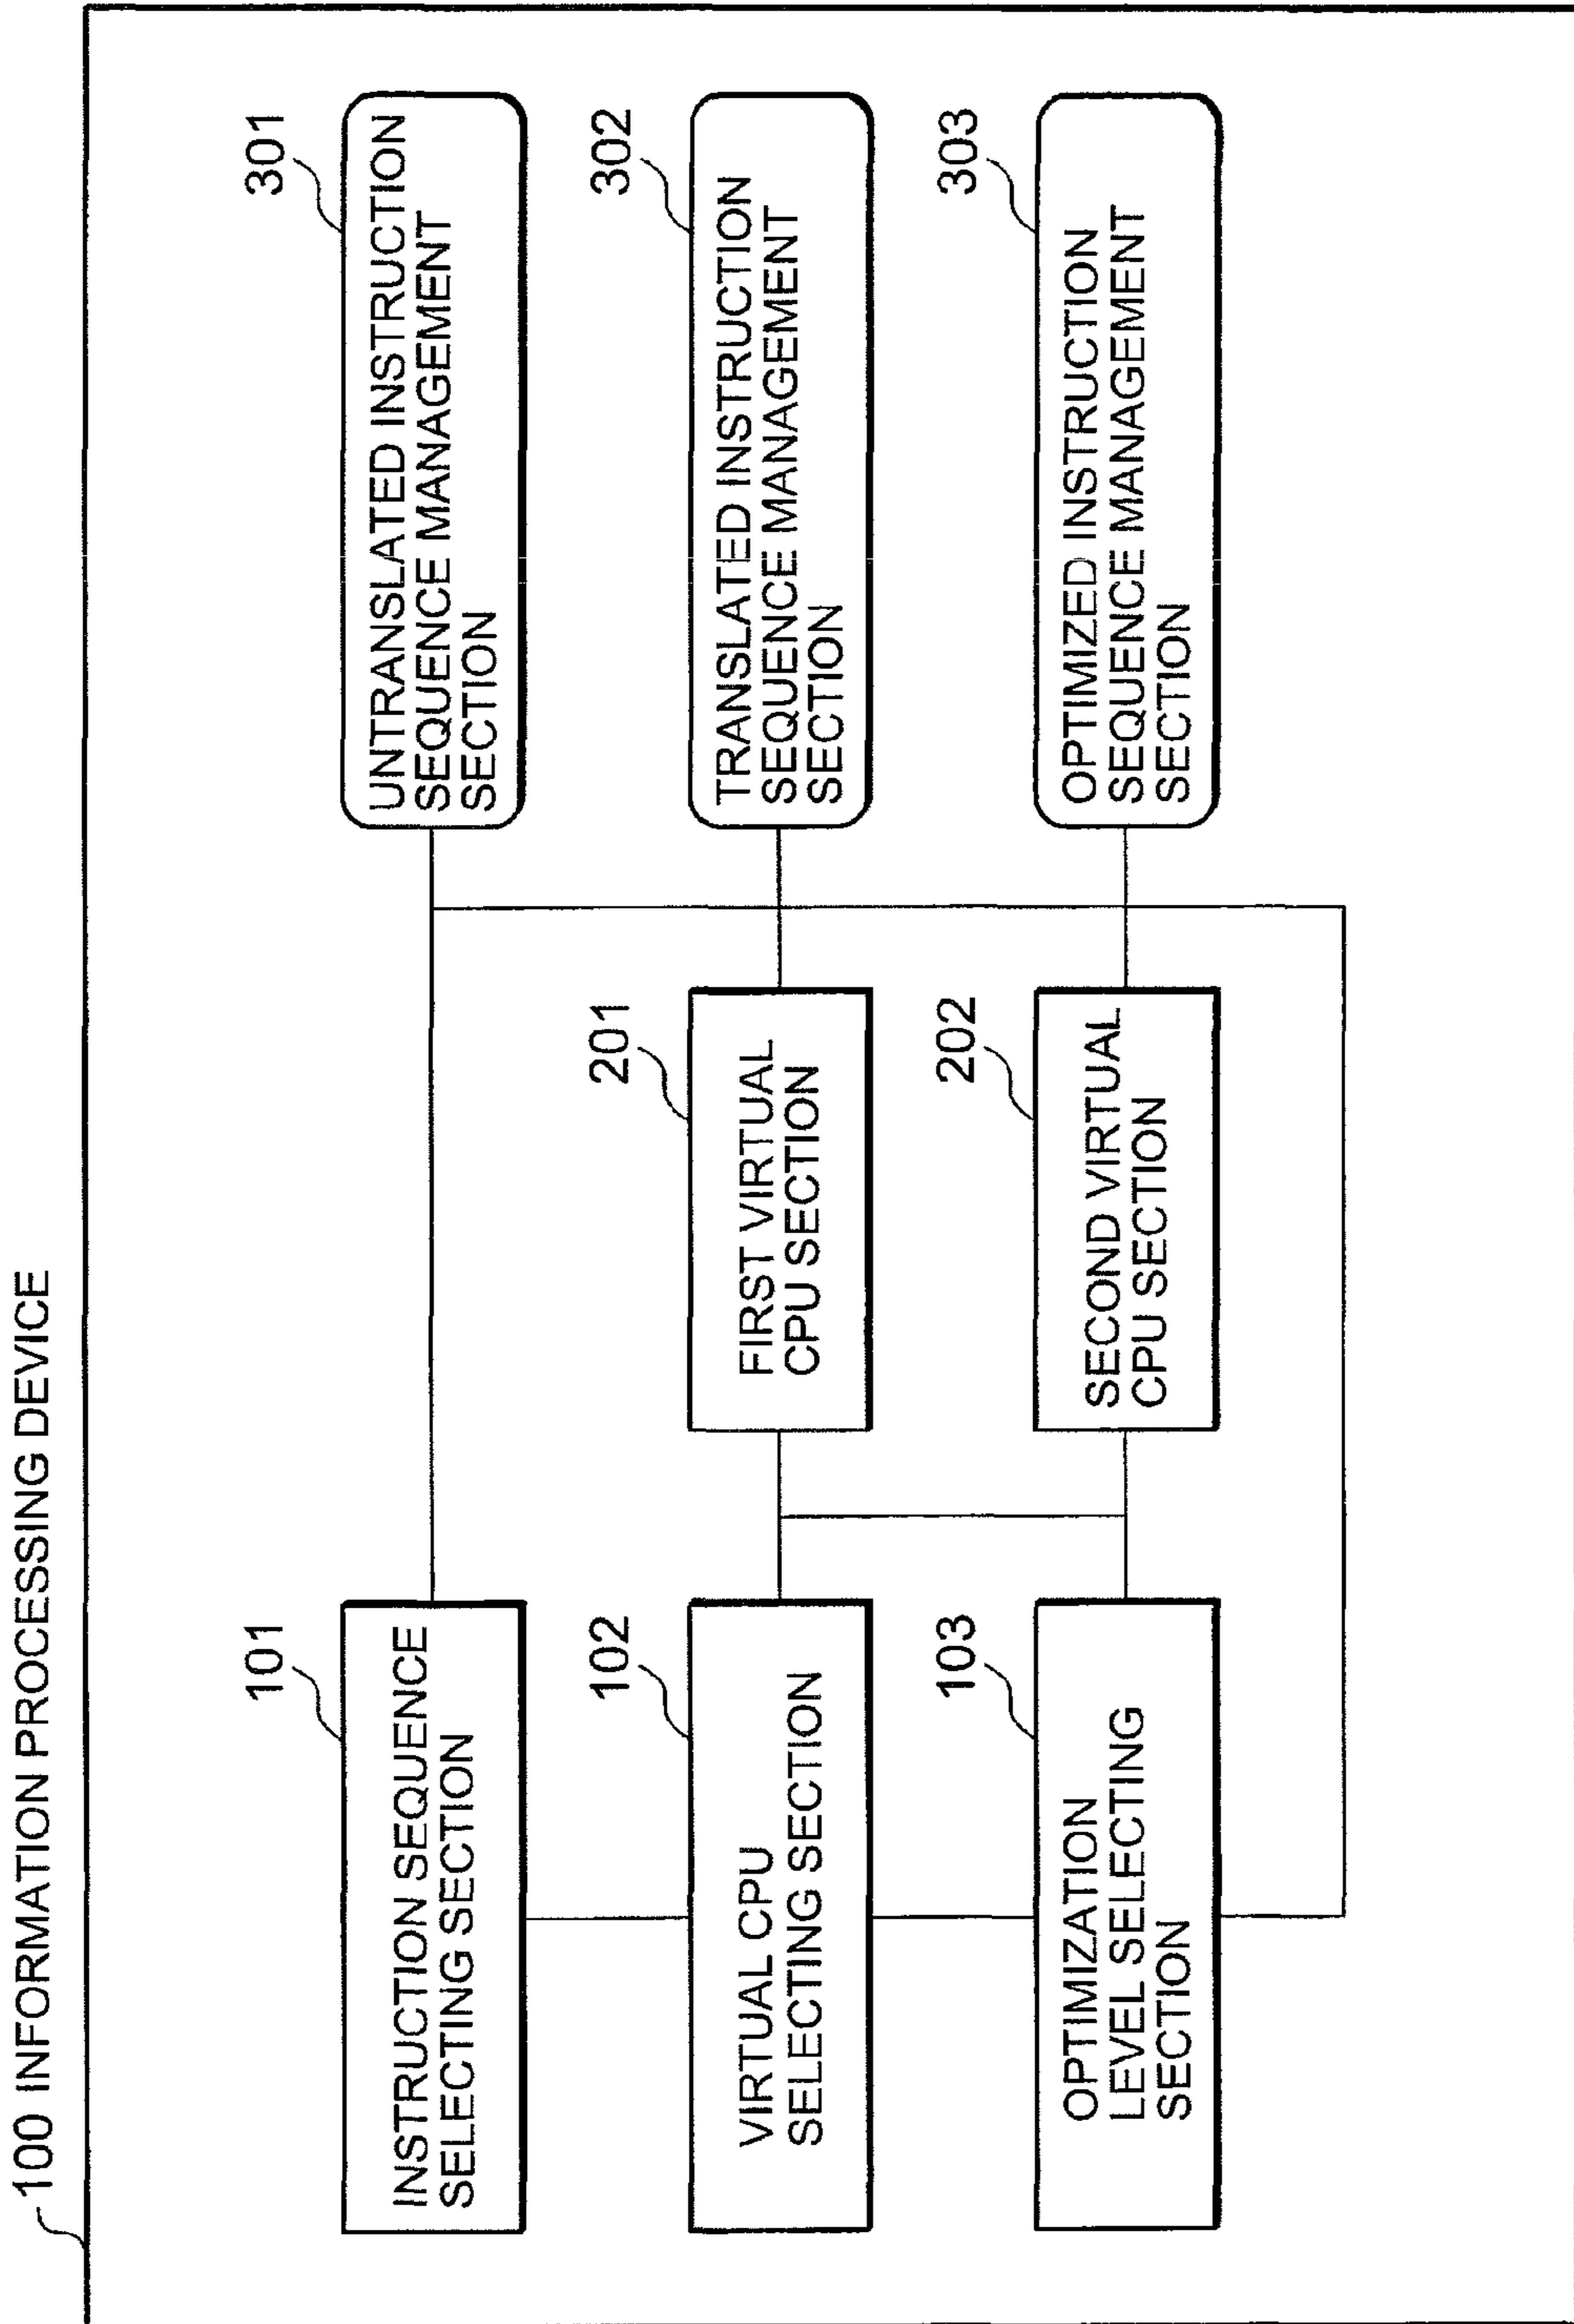 100 INFORMATION PROCESSING DEVICE
101
INSTRUCTION SEQUENCE
SELECTING SECTION
301
UNTRANSLATED INSTRUCTION
SEQUENCE MANAGEMENT
SECTION
102
VIRTUAL CPU
SELECTING SECTION
201
FIRST VIRTUAL
CPU SECTION
302
TRANSLATED INSTRUCTION
SEQUENCE MANAGEMENT
SECTION
103
OPTIMIZATION
LEVEL SELECTING
SECTION
202
SECOND VIRTUAL
CPU SECTION
303
OPTIMIZED INSTRUCTION
SEQUENCE MANAGEMENT
SECTION